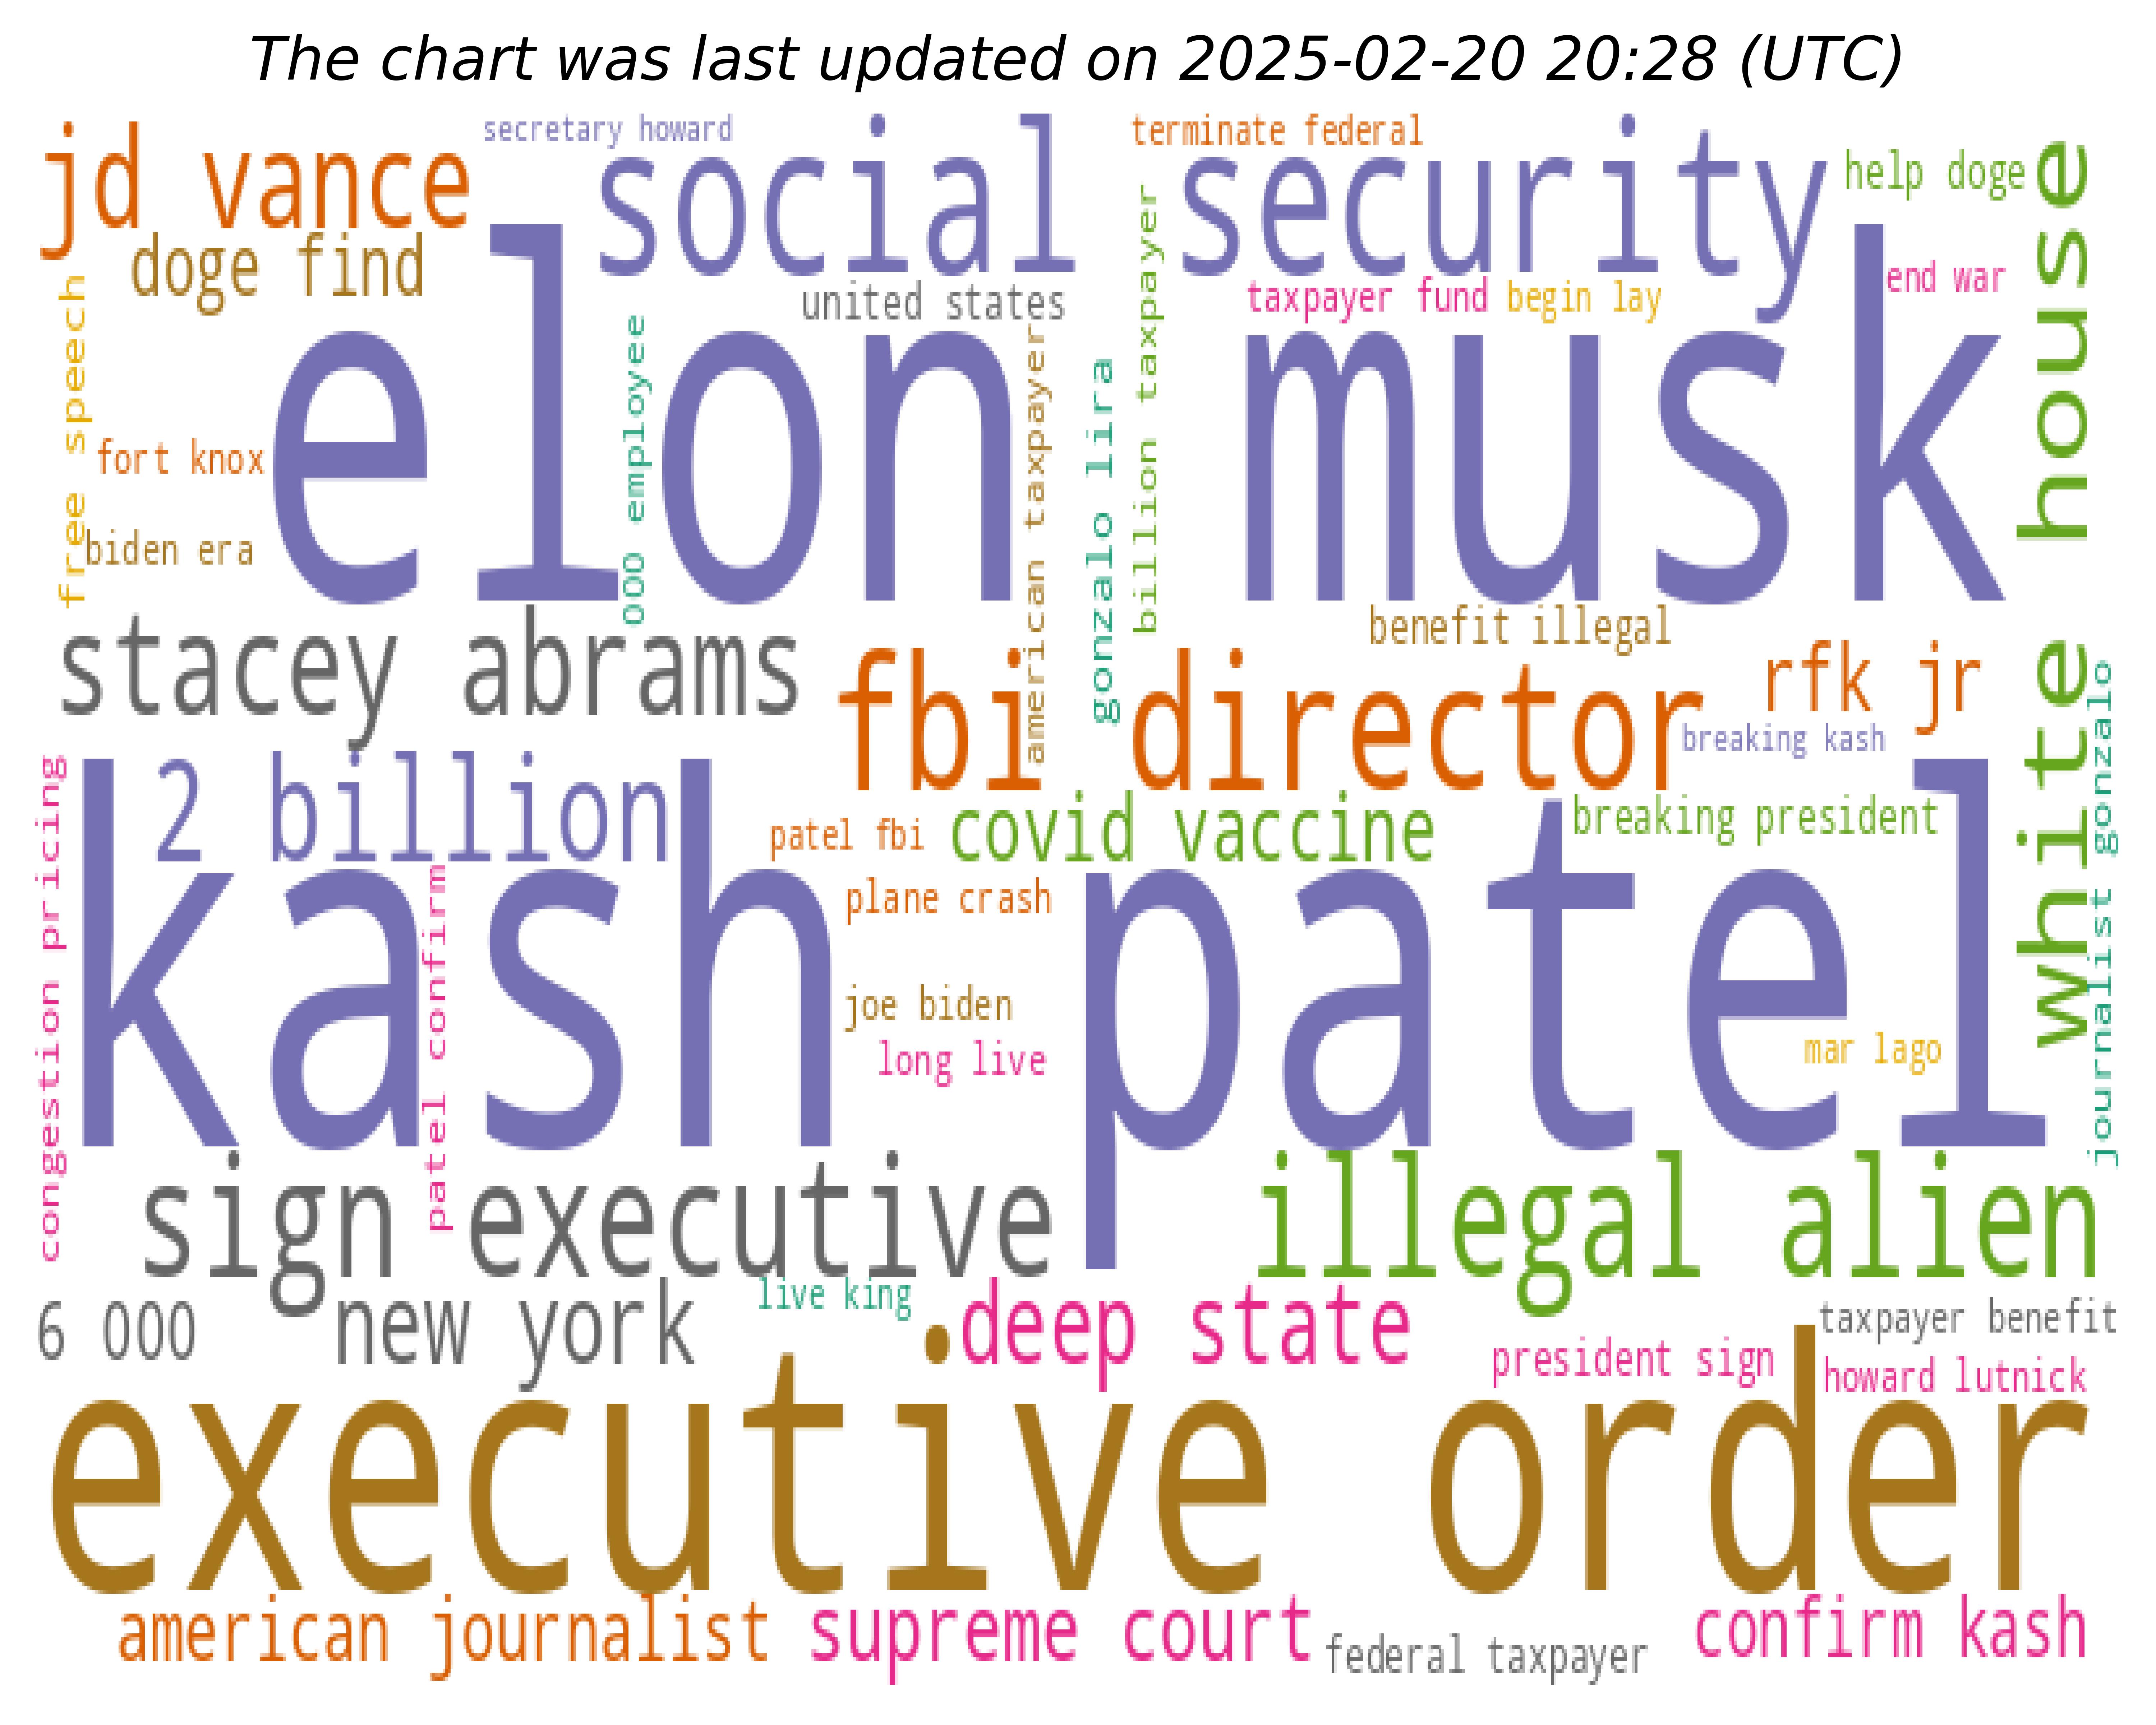 The chart was last updated on 2025-02-20 20:28 (UTC)
jd vance
secretary howard
social security
terminate federal
help doge
white house
doge find
united states
taxpayer fund
begin lay
end war
free speech
elon musk
000 employee
american taxpayer
gonzalo lira
billion taxpayer
fort knox
biden era
stacey abrams
benefit illegal
fbi director
rfk jr
breaking kash
journalist gonzalo
congestion pricing
2 billion
patel fbi
covid vaccine
breaking president
kash patel
patel confirm
plane crash
joe biden
long live
mar lago
sign executive
illegal alien
6 000
new york
live king
deep state
president sign
taxpayer benefit
howard lutnick
executive order
american journalist
supreme court
federal taxpayer
confirm kash